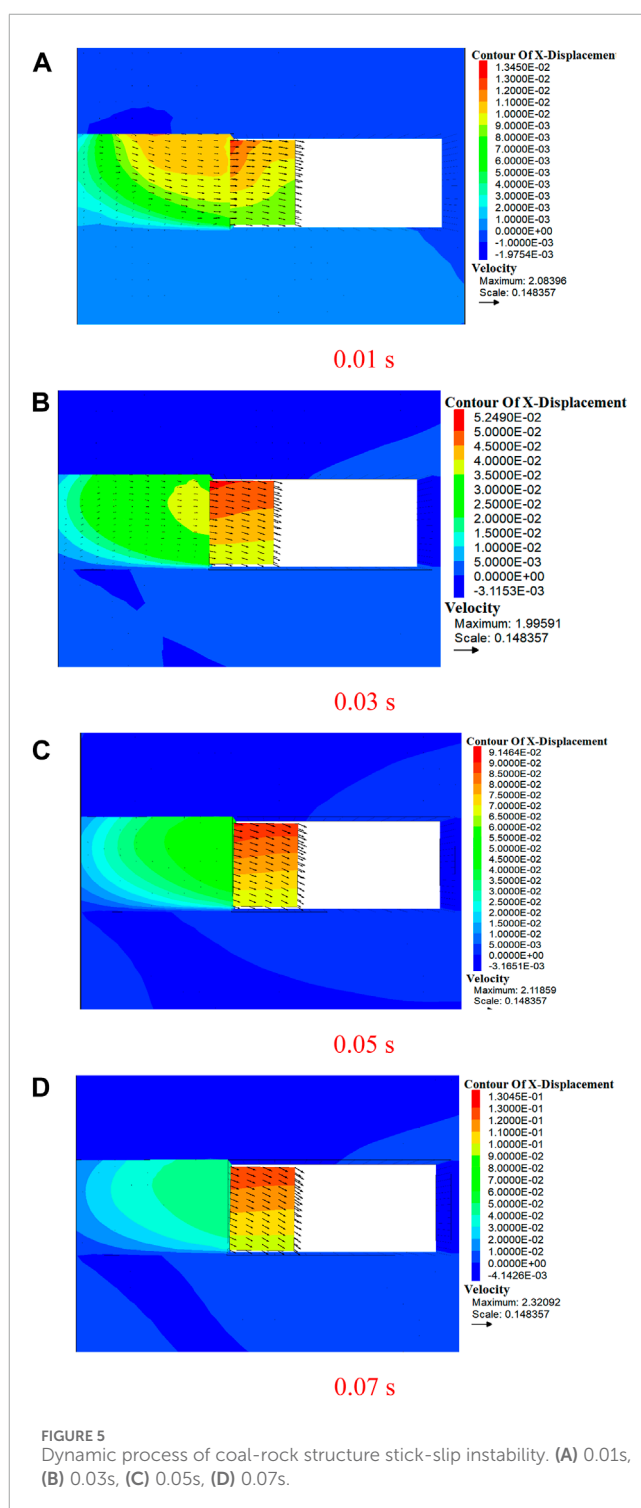 A
Contour Of X-Displacemen
1.3450E-02
1.3000E-02
1.2000E-02
1.1000E-02
1.0000E-02
9.0000E-03
8.0000E-03
7.0000E-03
6.0000E-03
5.0000E-03
4.0000E-03
3.0000E-03
2.0000E-03
1.0000E-03
0.0000E+00
-1.0000E-03
-1.9754E-03
Velocity
Maximum: 2.08396
Scale: 0.148357
0.01 s
B
Contour Of X-Displacement
5.2490E-02
5.0000E-02
4.5000E-02
4.0000E-02
3.5000E-02
3.0000E-02
2.5000E-02
2.0000E-02
1.5000E-02
1.0000E-02
5.0000E-03
0.0000E+00
-3.1153E-03
Velocity
Maximum: 1.99591
Scale: 0.148357
0.03 s
C
Contour Of X-Displacement
9.1464E-02
9.0000E-02
8.5000E-02
8.0000E-02
7.5000E-02
7.0000E-02
6.5000E-02
6.0000E-02
5.5000E-02
5.0000E-02
4.5000E-02
4.0000E-02
3.5000E-02
3.0000E-02
2.5000E-02
2.0000E-02
1.5000E-02
1.0000E-02
5.0000E-03
0.0000E+00
-3.1651E-03
Velocity
Maximum: 2.11859
Scale: 0.148357
0.05 s
D
Contour Of X-Displacement
1.3045E-01
1.3000E-01
1.2000E-01
1.1000E-01
1.0000E-01
9.0000E-02
8.0000E-02
7.0000E-02
6.0000E-02
5.0000E-02
4.0000E-02
3.0000E-02
2.0000E-02
1.0000E-02
0.0000E+00
-4.1426E-03
Velocity
Maximum: 2.32092
Scale: 0.148357
0.07 s
FIGURE 5
Dynamic process of coal-rock structure stick-slip instability. (A) 0.01s,
(B) 0.03s, (C) 0.05s, (D) 0.07s.